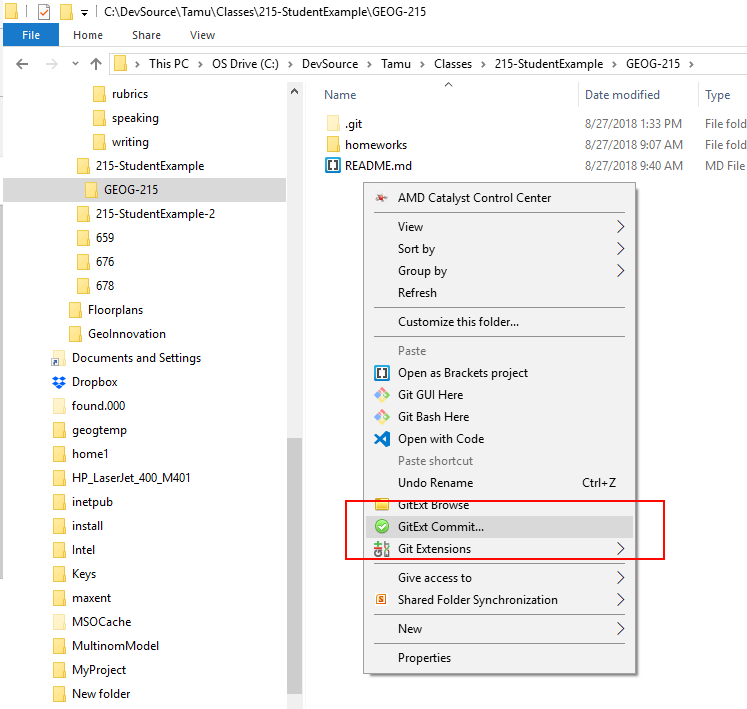 C:\DevSource\Tamu\Classes\215-StudentExample\GEOG-215
File Home Share View
This PC OS Drive (C:) DevSource Tamu Classes 215-StudentExample GEOG-215
rubrics
speaking
writing
215-StudentExample
GEOG-215
215-StudentExample-2
659
676
678
Floorplans
GeoInnovation
Documents and Settings
Dropbox
found.000
geogtemp
home1
HP_LaserJet_400_M401
inetpub
install
Intel
Keys
maxent
MSOCache
MultinomModel
MyProject
New folder
Name Date modified Type
.git 8/27/2018 1:33 PM File fold
homeworks 8/27/2018 9:07 AM File fold
README.md 8/27/2018 9:40 AM MD File
AMD Catalyst Control Center
View
Sort by
Group by
Refresh
Customize this folder...
Paste
Open as Brackets project
Git GUI Here
Git Bash Here
Open with Code
Paste shortcut
Undo Rename Ctrl+Z
GitExt Browse
GitExt Commit...
Git Extensions
Give access to
Shared Folder Synchronization
New
Properties